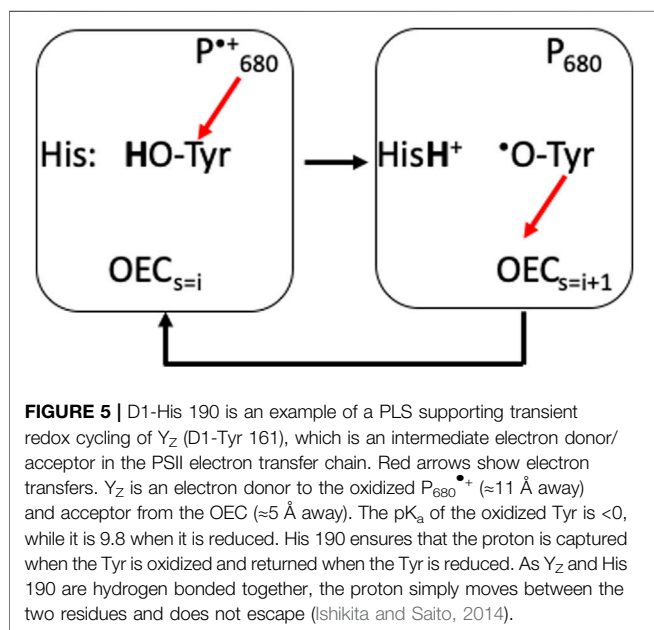 P•+680 P680
His: HO-Tyr HisH+ •O-Tyr
OECs=i OECs=i+1
FIGURE 5 | D1-His 190 is an example of a PLS supporting transient
redox cycling of YZ (D1-Tyr 161), which is an intermediate electron donor/
acceptor in the PSII electron transfer chain. Red arrows show electron
transfers. YZ is an electron donor to the oxidized P680•+ (≈11 Å away)
and acceptor from the OEC (≈5 Å away). The pKa of the oxidized Tyr is <0,
while it is 9.8 when it is reduced. His 190 ensures that the proton is captured
when the Tyr is oxidized and returned when the Tyr is reduced. As YZ and His
190 are hydrogen bonded together, the proton simply moves between the
two residues and does not escape (Ishikita and Saito, 2014).